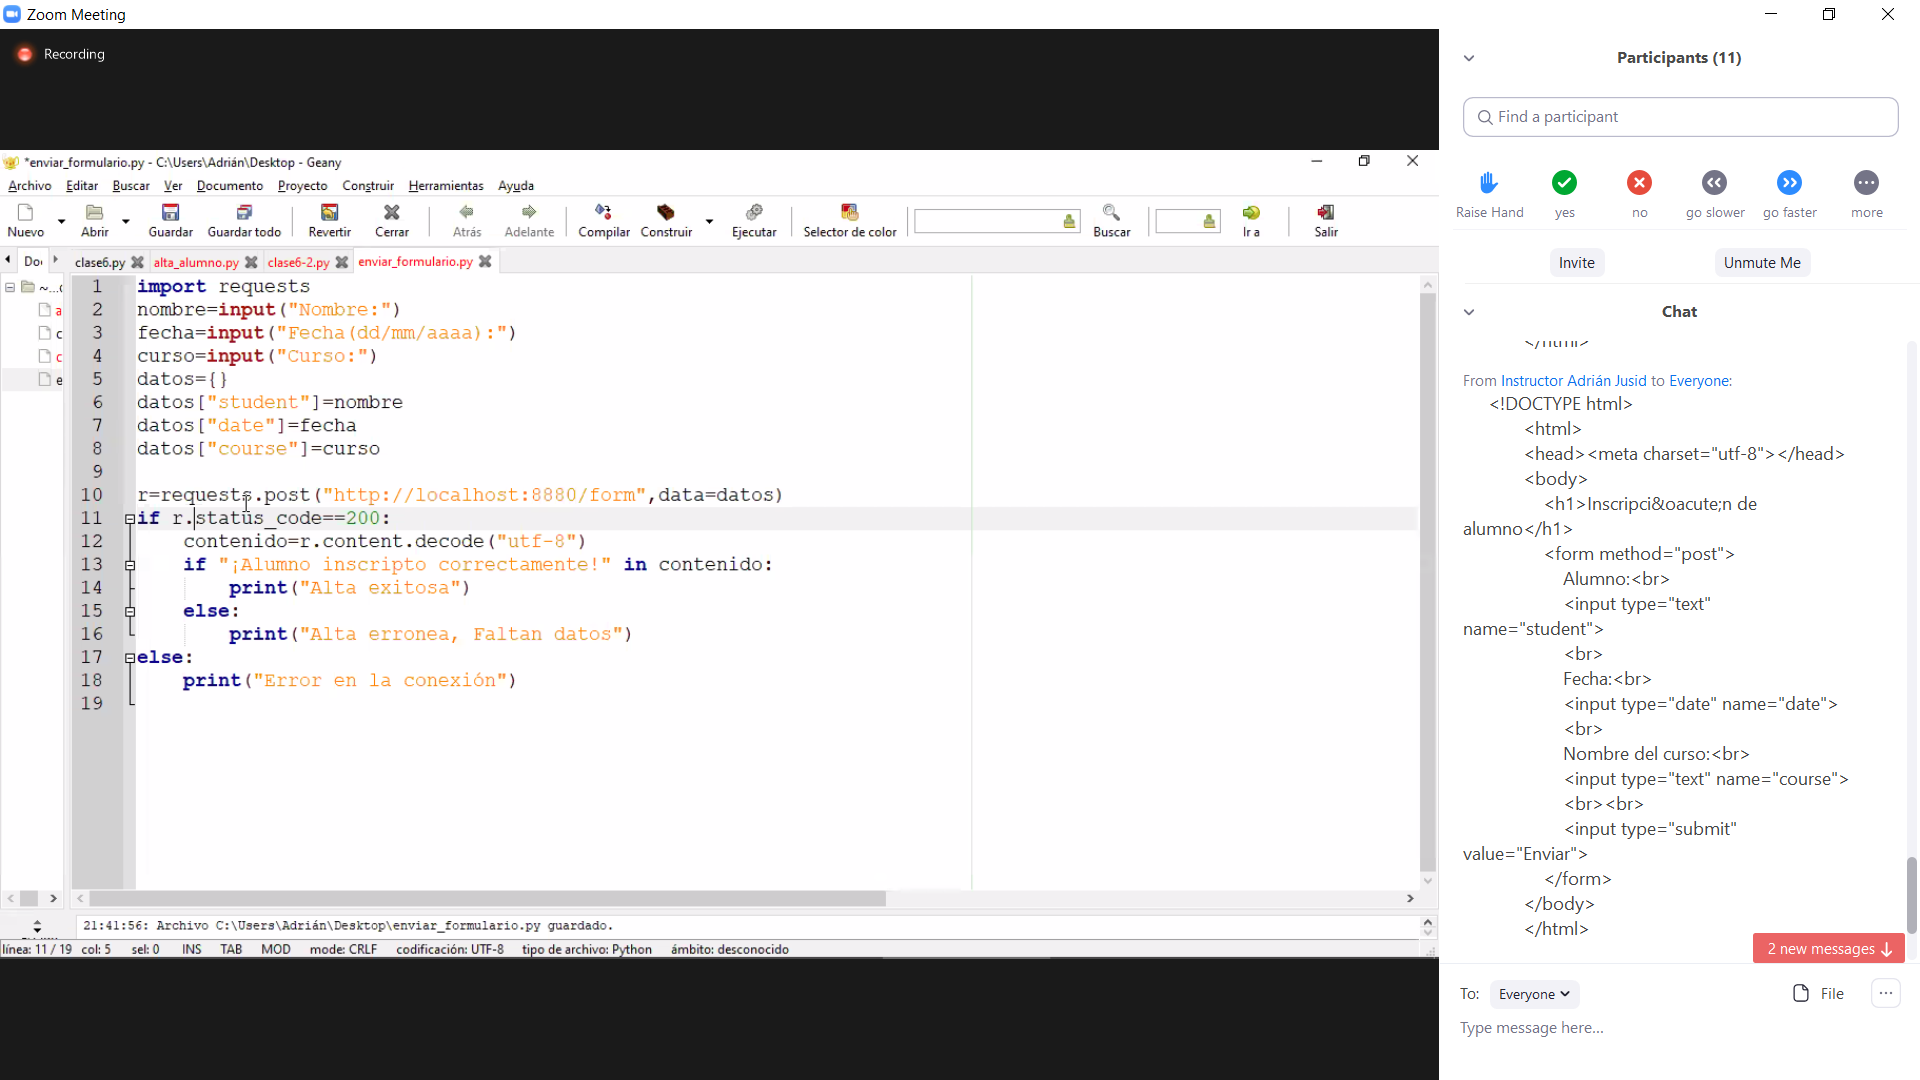 Zoom Meeting
Recording
*enviar_formulario.py - C:\Users\Adrián\Desktop - Geany
Archivo Editar Buscar Ver Documento Proyecto Construir Herramientas Ayuda
Nuevo Abrir Guardar Guardar todo Revertir Cerrar Atrás Adelante Compilar Construir Ejecutar Selector de color Buscar Ir a Salir
clase6.py alta_alumno.py clase6-2.py enviar_formulario.py
1 import requests
2 nombre=input("Nombre:")
3 fecha=input("Fecha(dd/mm/aaaa):")
4 curso=input("Curso:")
5 datos={}
6 datos["student"]=nombre
7 datos["date"]=fecha
8 datos["course"]=curso
9
10 r=requests.post("http://localhost:8880/form",data=datos)
11 if r.status_code==200:
12 contenido=r.content.decode("utf-8")
13 if "¡Alumno inscripto correctamente!" in contenido:
14 print("Alta exitosa")
15 else:
16 print("Alta erronea, Faltan datos")
17 else:
18 print("Error en la conexión")
19
21:41:56: Archivo C:\Users\Adrián\Desktop\enviar_formulario.py guardado.
línea: 11 / 19 col: 5 sel: 0 INS TAB MOD mode: CRLF codificación: UTF-8 tipo de archivo: Python ámbito: desconocido
Participants (11)
Find a participant
Raise Hand yes no go slower go faster more
Invite Unmute Me
Chat
</html>
From Instructor Adrián Jusid to Everyone:
<!DOCTYPE html>
<html>
<head><meta charset="utf-8"></head>
<body>
<h1>Inscripci&oacute;n de
alumno</h1>
<form method="post">
Alumno:<br>
<input type="text"
name="student">
<br>
Fecha:<br>
<input type="date" name="date">
<br>
Nombre del curso:<br>
<input type="text" name="course">
<br><br>
<input type="submit"
value="Enviar">
</form>
</body>
</html>
2 new messages
To: Everyone File
Type message here...